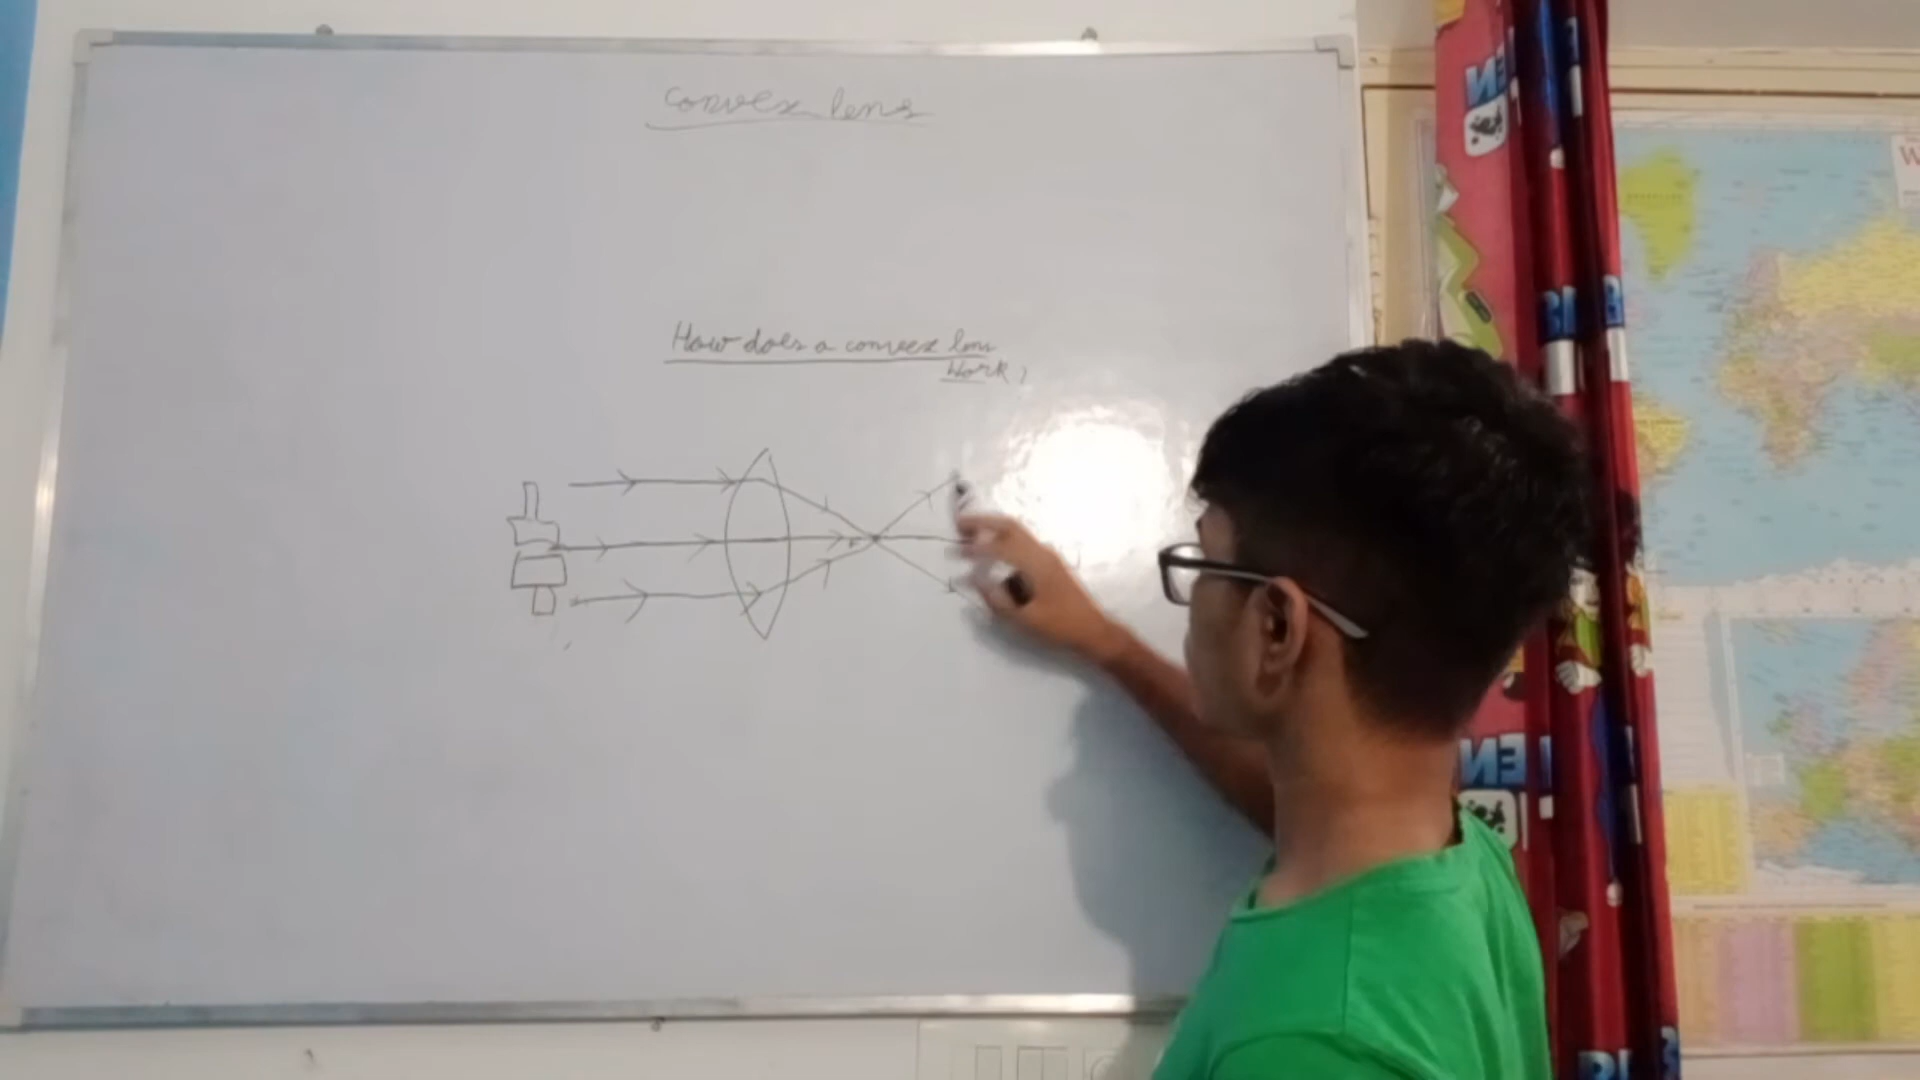 Convex lens
How does a convex lens
Work,